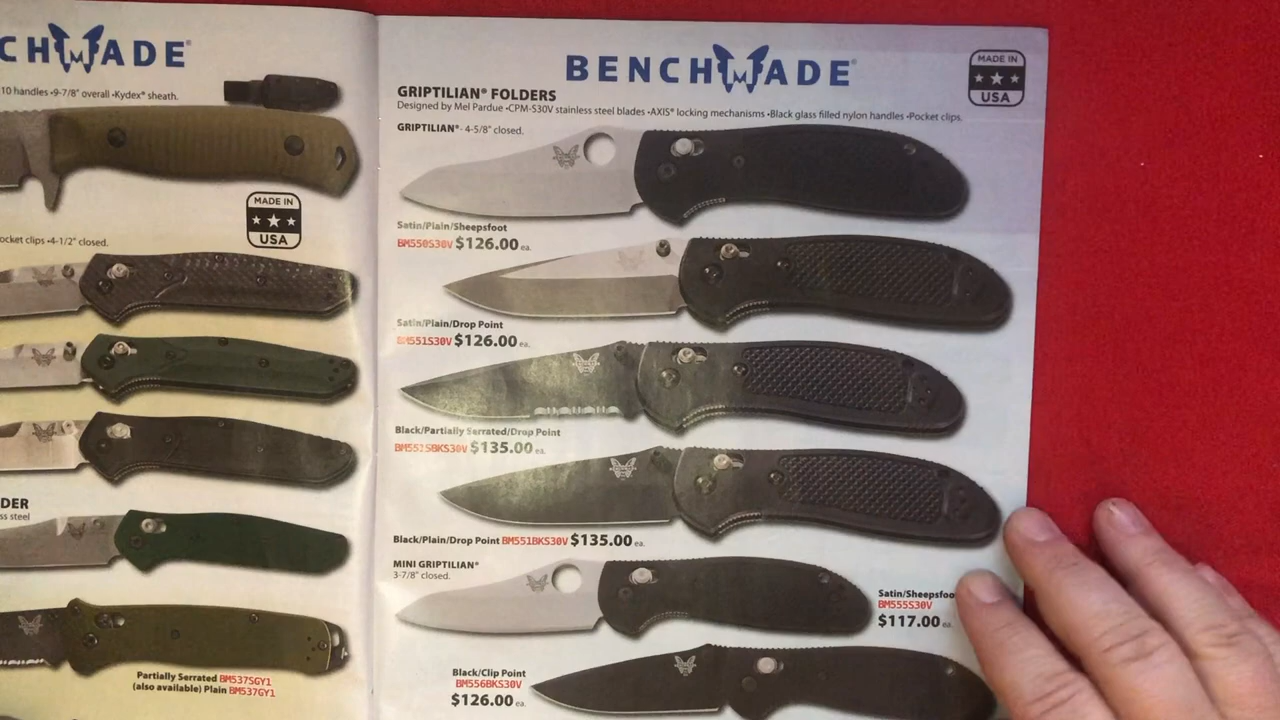 CHMADE®
10 handles •9-7/8" overall •Kydex® sheath.
MADE IN
USA
ocket clips •4-1/2" closed.
DER
ss steel
Partially Serrated BM537SGY1
(also available) Plain BM537GY1
BENCHMADE®
MADE IN
USA
GRIPTILIAN® FOLDERS
Designed by Mel Pardue •CPM-S30V stainless steel blades •AXIS® locking mechanisms •Black glass filled nylon handles •Pocket clips.
GRIPTILIAN® - 4-5/8" closed.
Satin/Plain/Sheepsfoot
BM550S30V $126.00 ea.
Satin/Plain/Drop Point
BM551S30V $126.00 ea.
Black/Partially Serrated/Drop Point
BM551SBKS30V $135.00 ea.
Black/Plain/Drop Point BM551BKS30V $135.00 ea.
MINI GRIPTILIAN®
3-7/8" closed.
Satin/Sheepsfoo
BM555S30V
$117.00 ea.
Black/Clip Point
BM556BKS30V
$126.00 ea.